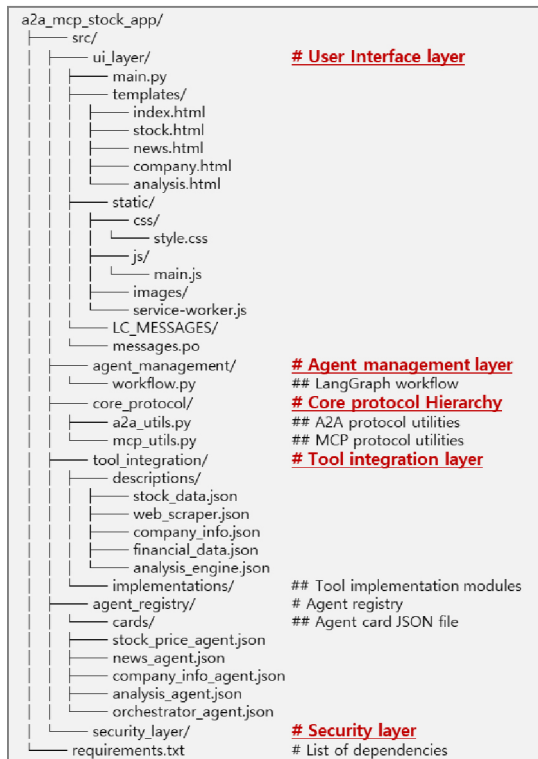 a2a_mcp_stock_app/
├── src/
│ ├── ui_layer/ # User Interface layer
│ │ ├── main.py
│ │ ├── templates/
│ │ │ ├── index.html
│ │ │ ├── stock.html
│ │ │ ├── news.html
│ │ │ ├── company.html
│ │ │ └── analysis.html
│ │ ├── static/
│ │ │ ├── css/
│ │ │ │ └── style.css
│ │ │ ├── js/
│ │ │ │ └── main.js
│ │ │ ├── images/
│ │ │ └── service-worker.js
│ │ └── LC_MESSAGES/
│ │ └── messages.po
│ ├── agent_management/ # Agent management layer
│ │ └── workflow.py ## LangGraph workflow
│ ├── core_protocol/ # Core protocol Hierarchy
│ │ ├── a2a_utils.py ## A2A protocol utilities
│ │ └── mcp_utils.py ## MCP protocol utilities
│ ├── tool_integration/ # Tool integration layer
│ │ ├── descriptions/
│ │ │ ├── stock_data.json
│ │ │ ├── web_scraper.json
│ │ │ ├── company_info.json
│ │ │ ├── financial_data.json
│ │ │ └── analysis_engine.json
│ │ └── implementations/ ## Tool implementation modules
│ ├── agent_registry/ # Agent registry
│ │ ├── cards/ ## Agent card JSON file
│ │ ├── stock_price_agent.json
│ │ ├── news_agent.json
│ │ ├── company_info_agent.json
│ │ ├── analysis_agent.json
│ │ └── orchestrator_agent.json
│ └── security_layer/ # Security layer
└── requirements.txt # List of dependencies